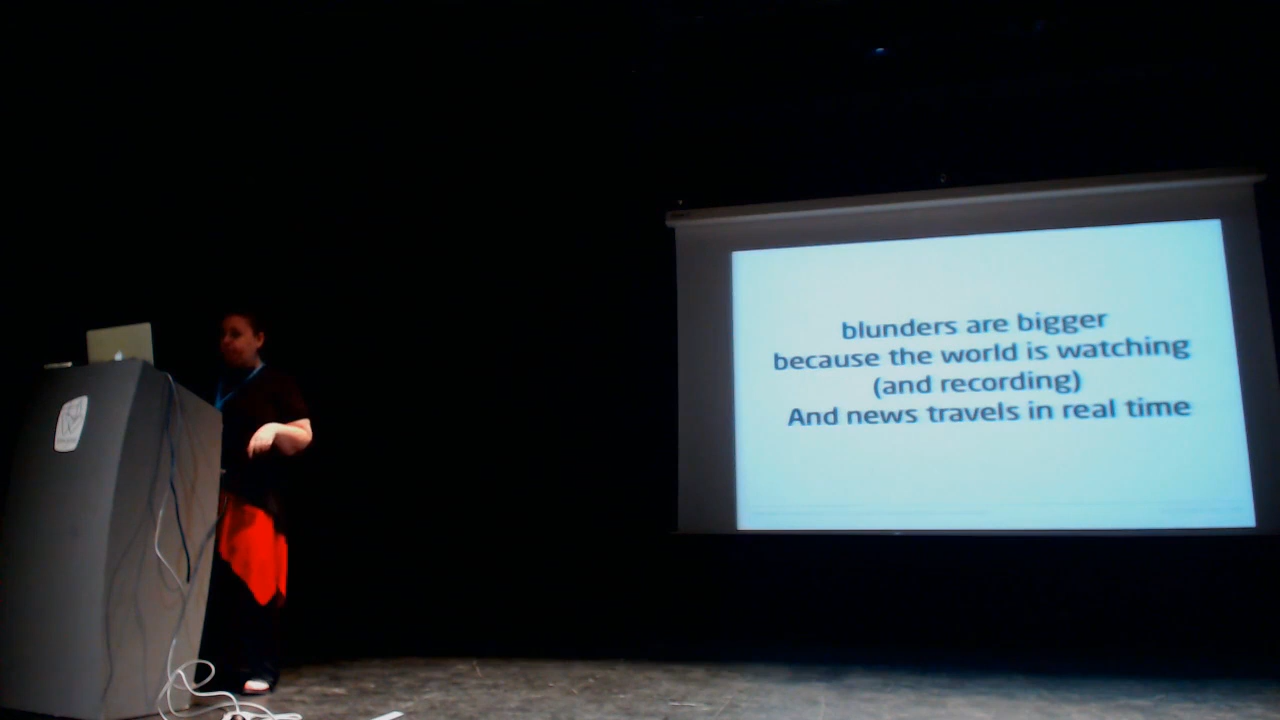 blunders are bigger
because the world is watching
(and recording)
And news travels in real time